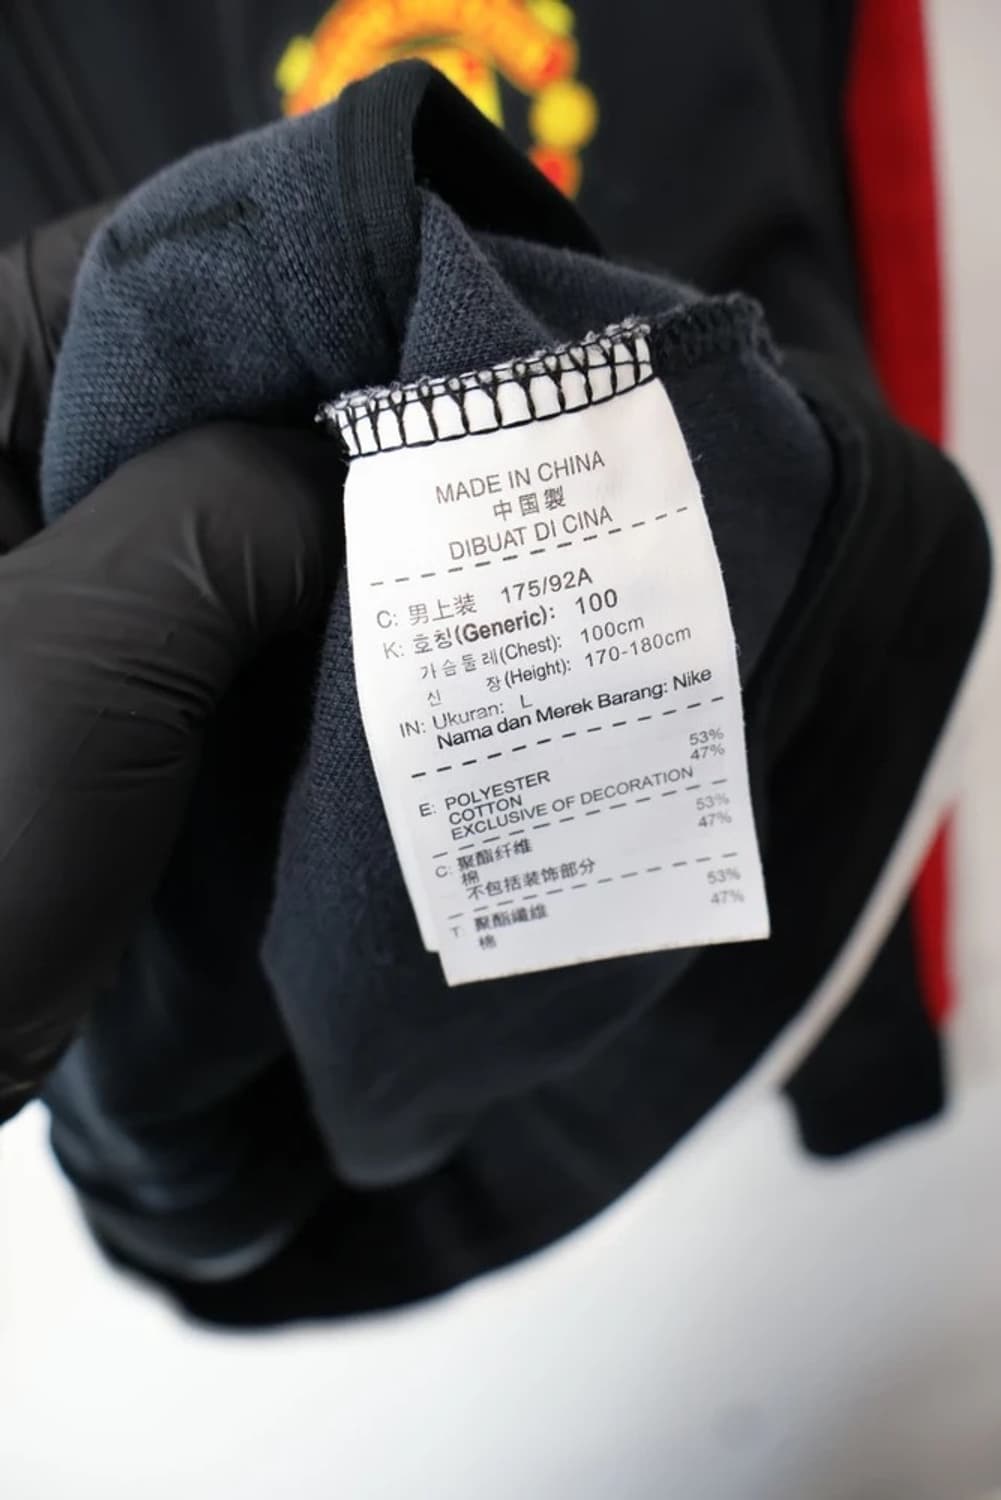 MADE IN CHINA
中国製
DIBUAT DI CINA
C: 男上装 175/92A
K: 호칭(Generic): 100
가슴둘레(Chest): 100cm
신 장(Height): 170-180cm
IN: Ukuran: L
Nama dan Merek Barang: Nike
E: POLYESTER 53%
COTTON 47%
EXCLUSIVE OF DECORATION
C: 聚酯纤维 53%
棉 47%
不包括装饰部分
T: 聚酯纖維 53%
棉 47%